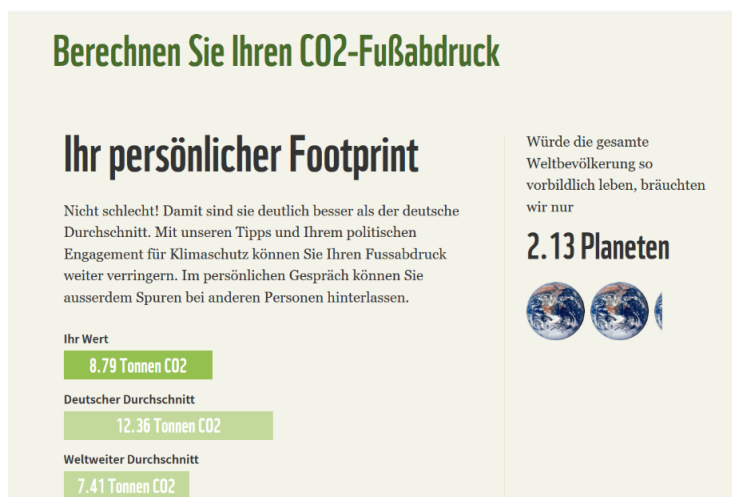 Berechnen Sie Ihren CO2-Fußabdruck
Ihr persönlicher Footprint
Nicht schlecht! Damit sind sie deutlich besser als der deutsche
Durchschnitt. Mit unseren Tipps und Ihrem politischen
Engagement für Klimaschutz können Sie Ihren Fussabdruck
weiter verringern. Im persönlichen Gespräch können Sie
ausserdem Spuren bei anderen Personen hinterlassen.
Ihr Wert
8.79 Tonnen CO2
Deutscher Durchschnitt
12.36 Tonnen CO2
Weltweiter Durchschnitt
7.41 Tonnen CO2
Würde die gesamte
Weltbevölkerung so
vorbildlich leben, bräuchten
wir nur
2.13 Planeten